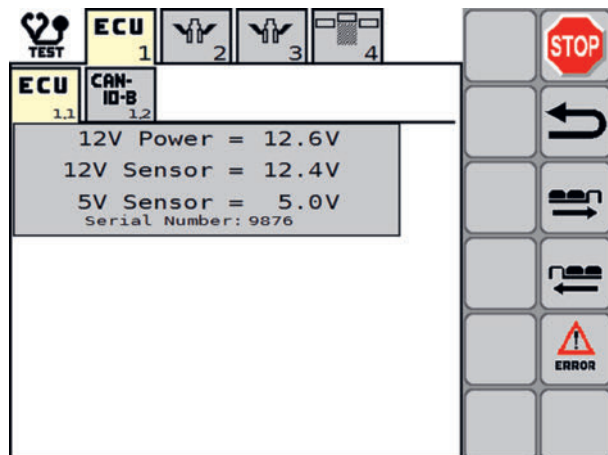 TEST
ECU
1
2
3
4
STOP
ECU
1.1
CAN-
IO-B
1.2
12V Power = 12.6V
12V Sensor = 12.4V
5V Sensor = 5.0V
Serial Number: 9876
ERROR